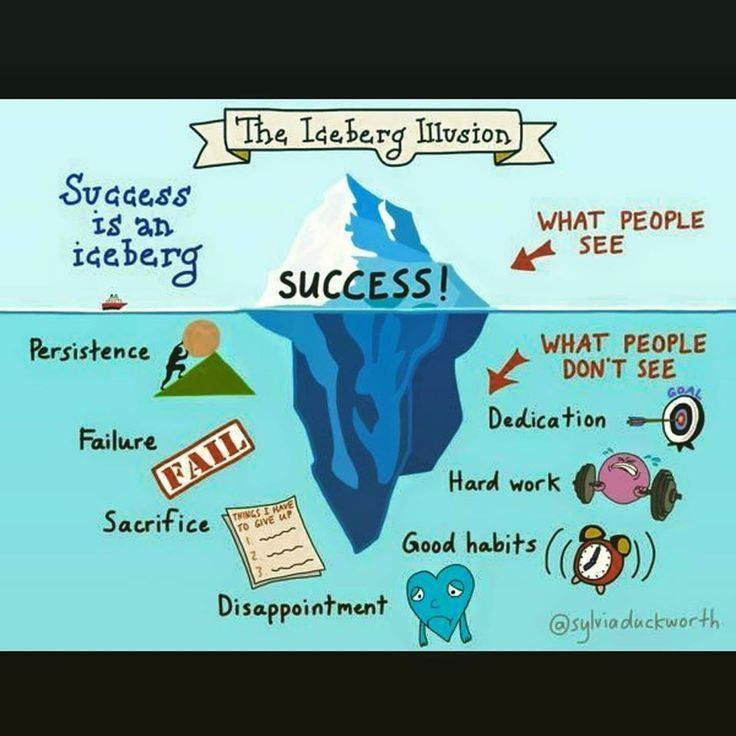 The Iceberg Illusion
Success
is an
iceberg
WHAT PEOPLE
SEE
SUCCESS!
WHAT PEOPLE
DON'T SEE
Persistence
GOAL
Dedication
Failure
FAIL
Hard work
Sacrifice
THINGS I HAVE
TO GIVE UP
1.
2.
3
Good habits
Disappointment
@sylviaduckworth